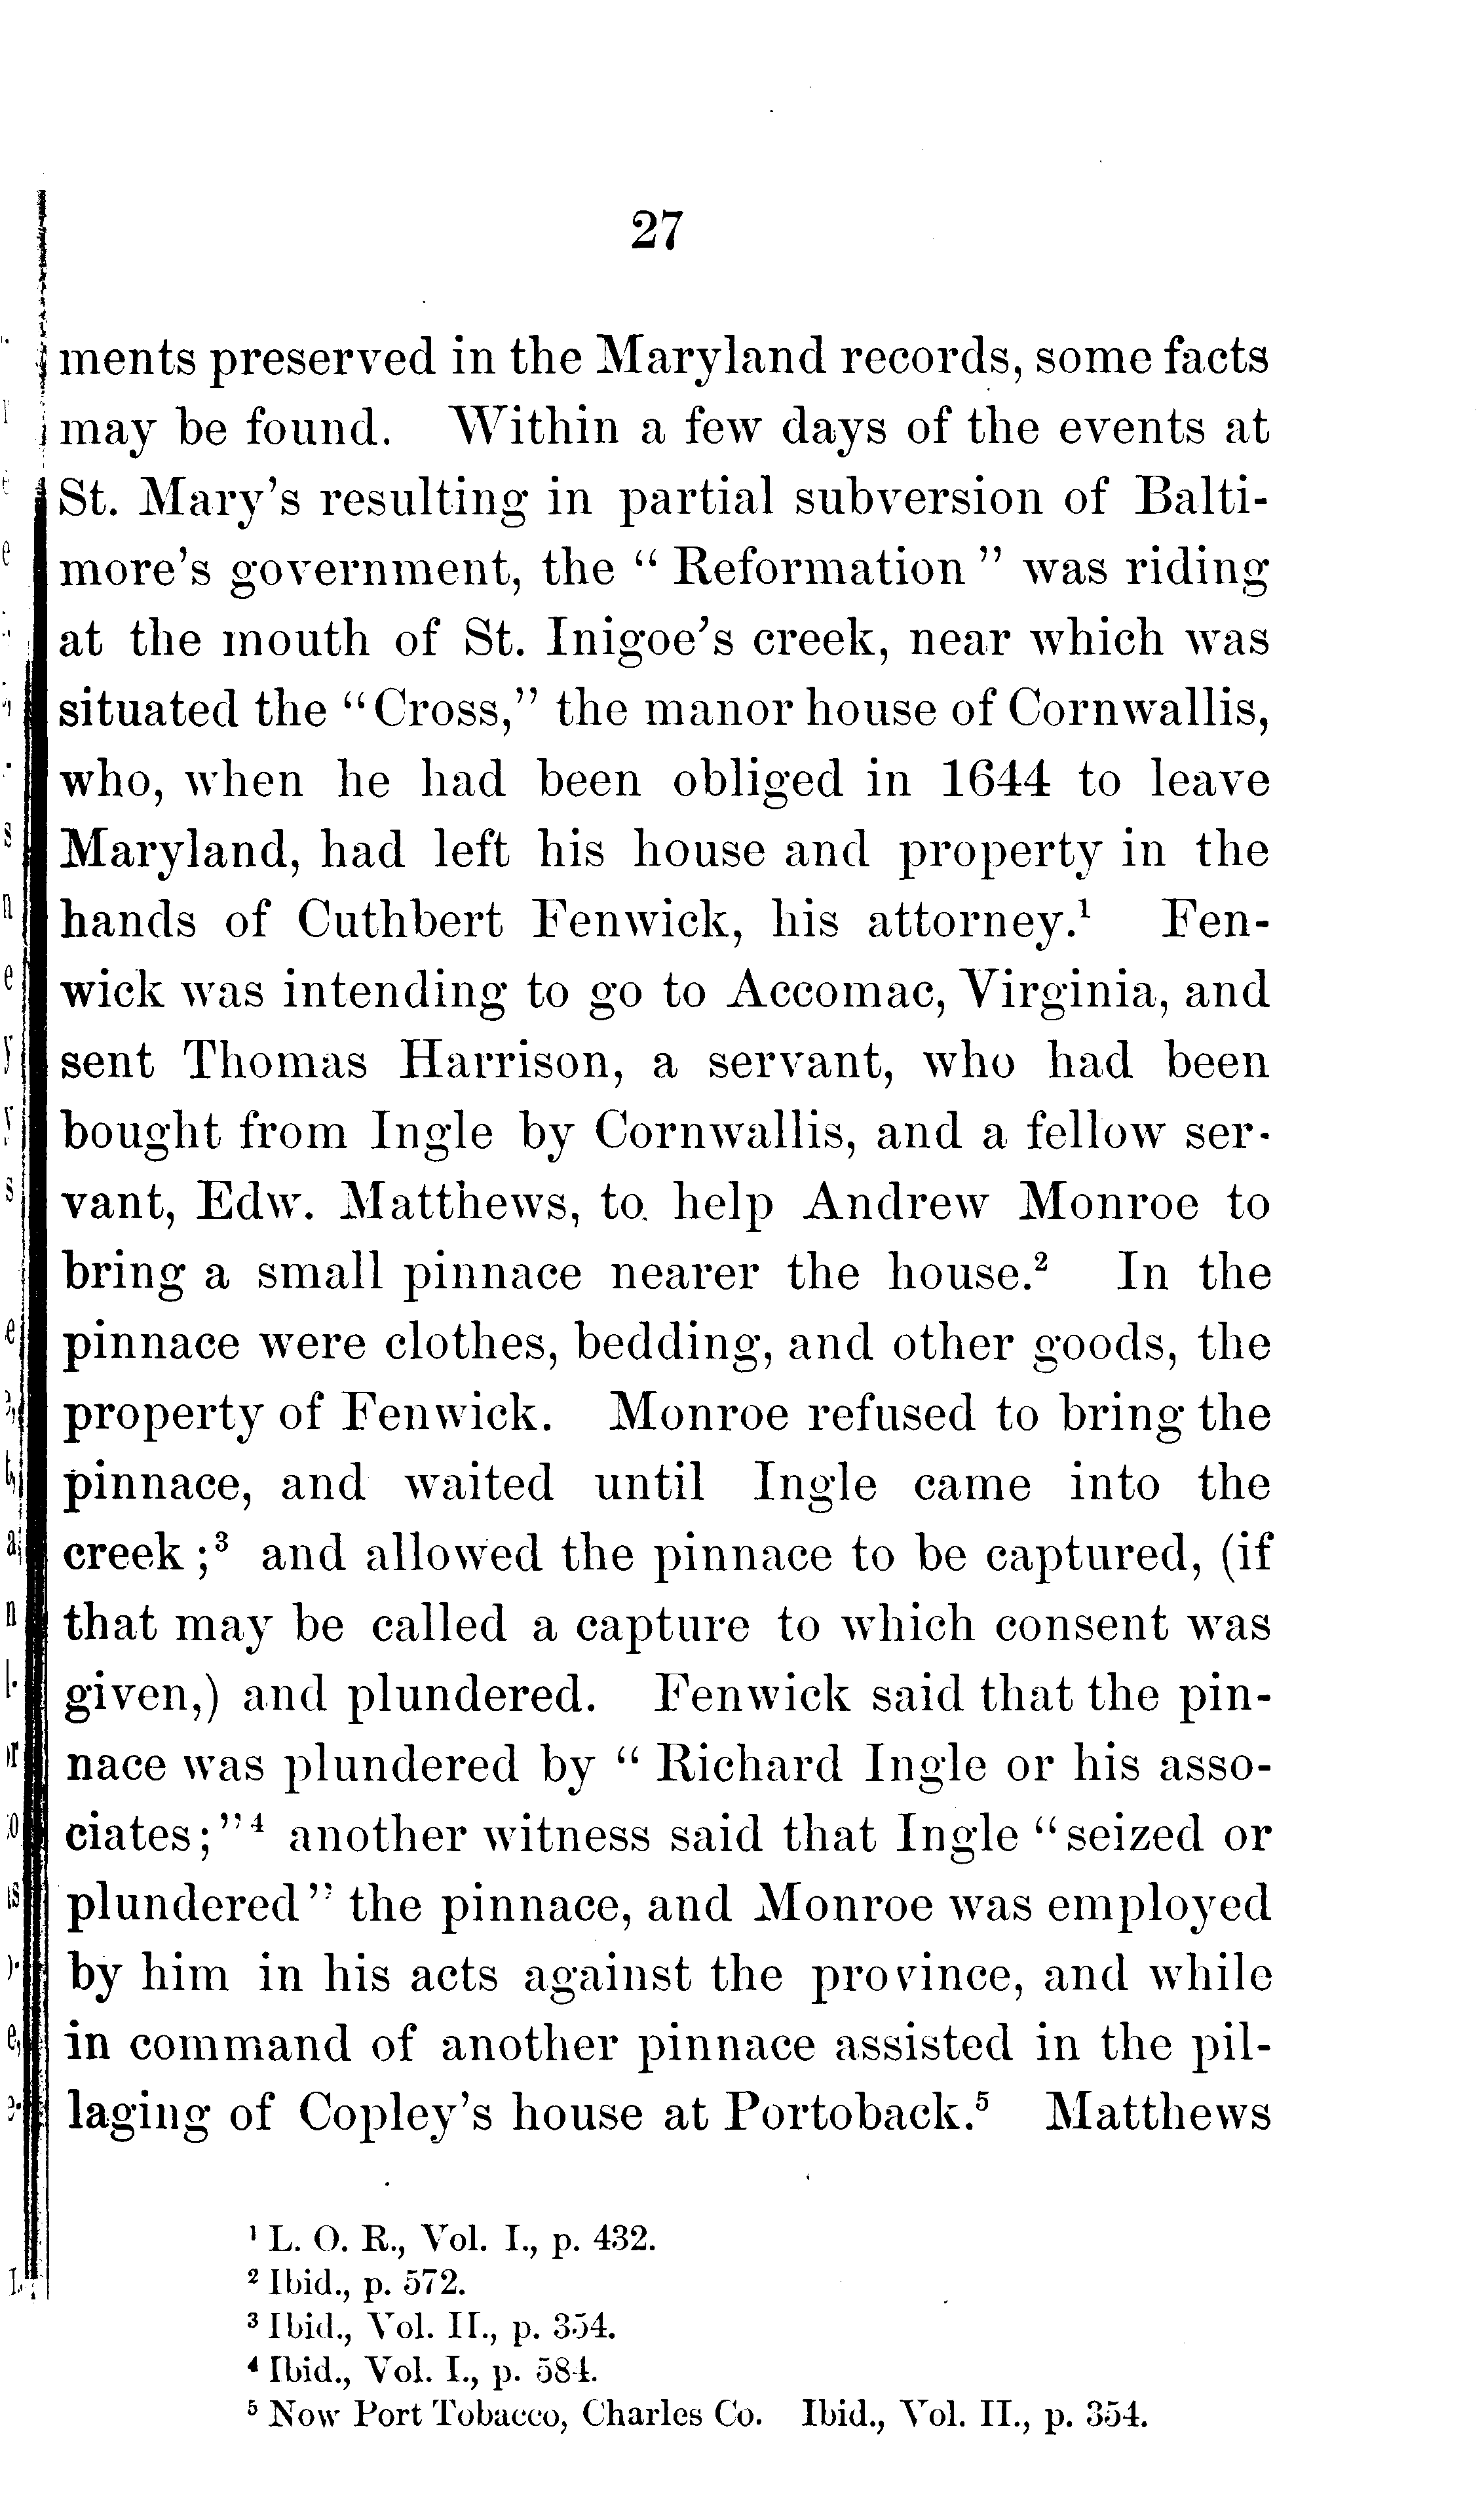 27
ments preserved in the Maryland records, some facts
may be found. Within a few days of the events at
St. Mary's resulting in partial subversion of Balti-
more's government, the " Reformation " was riding
at the mouth of St. Inigoe's creek, near which was
situated the "Cross," the manor house of Cornwallis,
who, when he had been obliged in 1644 to leave
Maryland, had left his house and property in the
hands of Cuthbert Fenwick, his attorney.¹ Fen-
wick was intending to go to Accomac, Virginia, and
sent Thomas Harrison, a servant, who had been
bought from Ingle by Cornwallis, and a fellow ser-
vant, Edw. Matthews, to help Andrew Monroe to
bring a small pinnace nearer the house.² In the
pinnace were clothes, bedding, and other goods, the
property of Fenwick. Monroe refused to bring the
pinnace, and waited until Ingle came into the
creek ;³ and allowed the pinnace to be captured, (if
that may be called a capture to which consent was
given,) and plundered. Fenwick said that the pin-
nace was plundered by " Richard Ingle or his asso-
ciates;"⁴ another witness said that Ingle "seized or
plundered" the pinnace, and Monroe was employed
by him in his acts against the province, and while
in command of another pinnace assisted in the pil-
laging of Copley's house at Portoback.⁵ Matthews
¹ L. O. R., Vol. I., p. 432.
² Ibid., p. 572.
³ Ibid., Vol. II., p. 354.
⁴ Ibid., Vol. I., p. 584.
⁵ Now Port Tobacco, Charles Co. Ibid., Vol. II., p. 354.